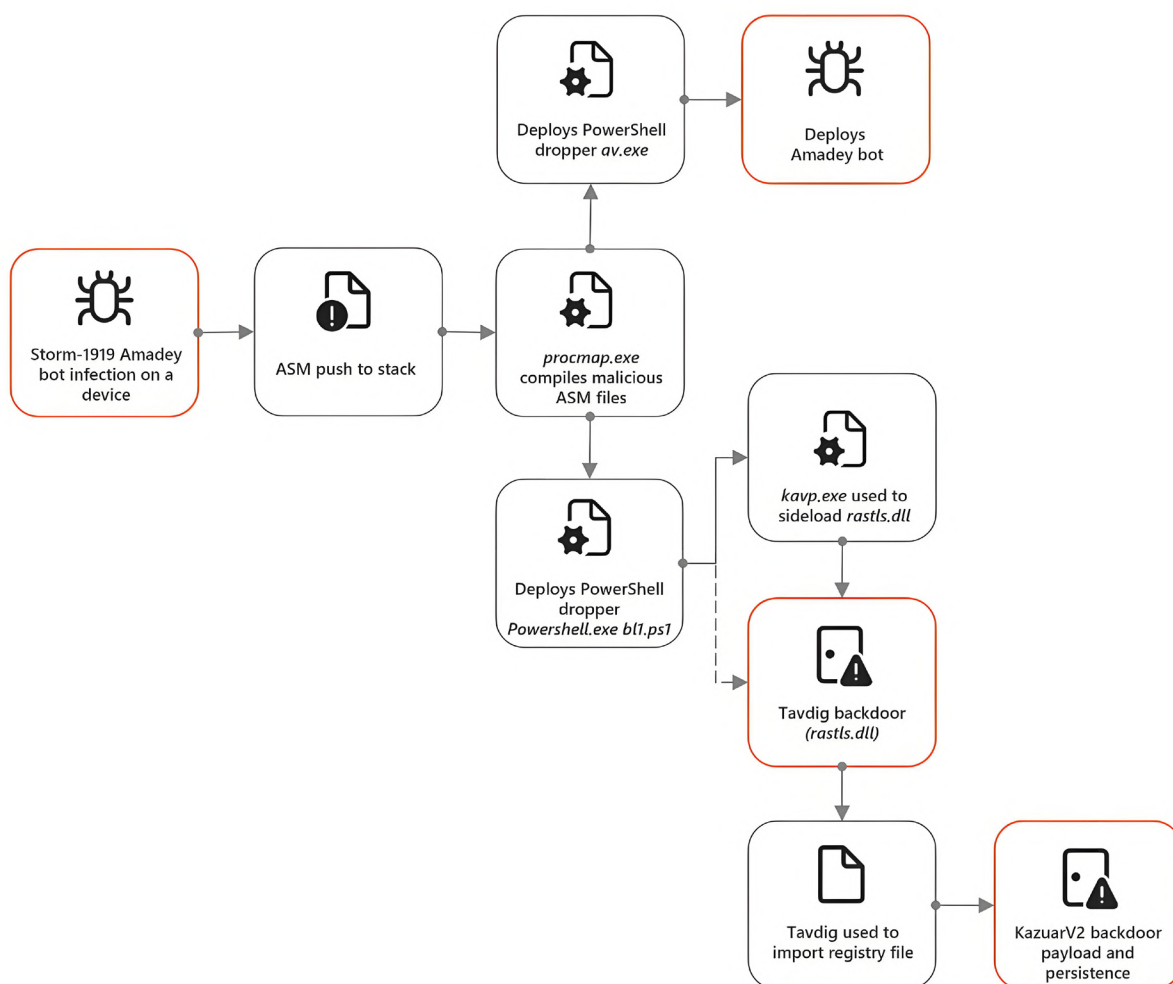 Deploys PowerShell
dropper av.exe
Deploys
Amadey bot
Storm-1919 Amadey
bot infection on a
device
ASM push to stack
procmap.exe
compiles malicious
ASM files
kavp.exe used to
sideload rastls.dll
Deploys PowerShell
dropper
Powershell.exe bl1.ps1
Tavdig backdoor
(rastls.dll)
Tavdig used to
import registry file
KazuarV2 backdoor
payload and
persistence